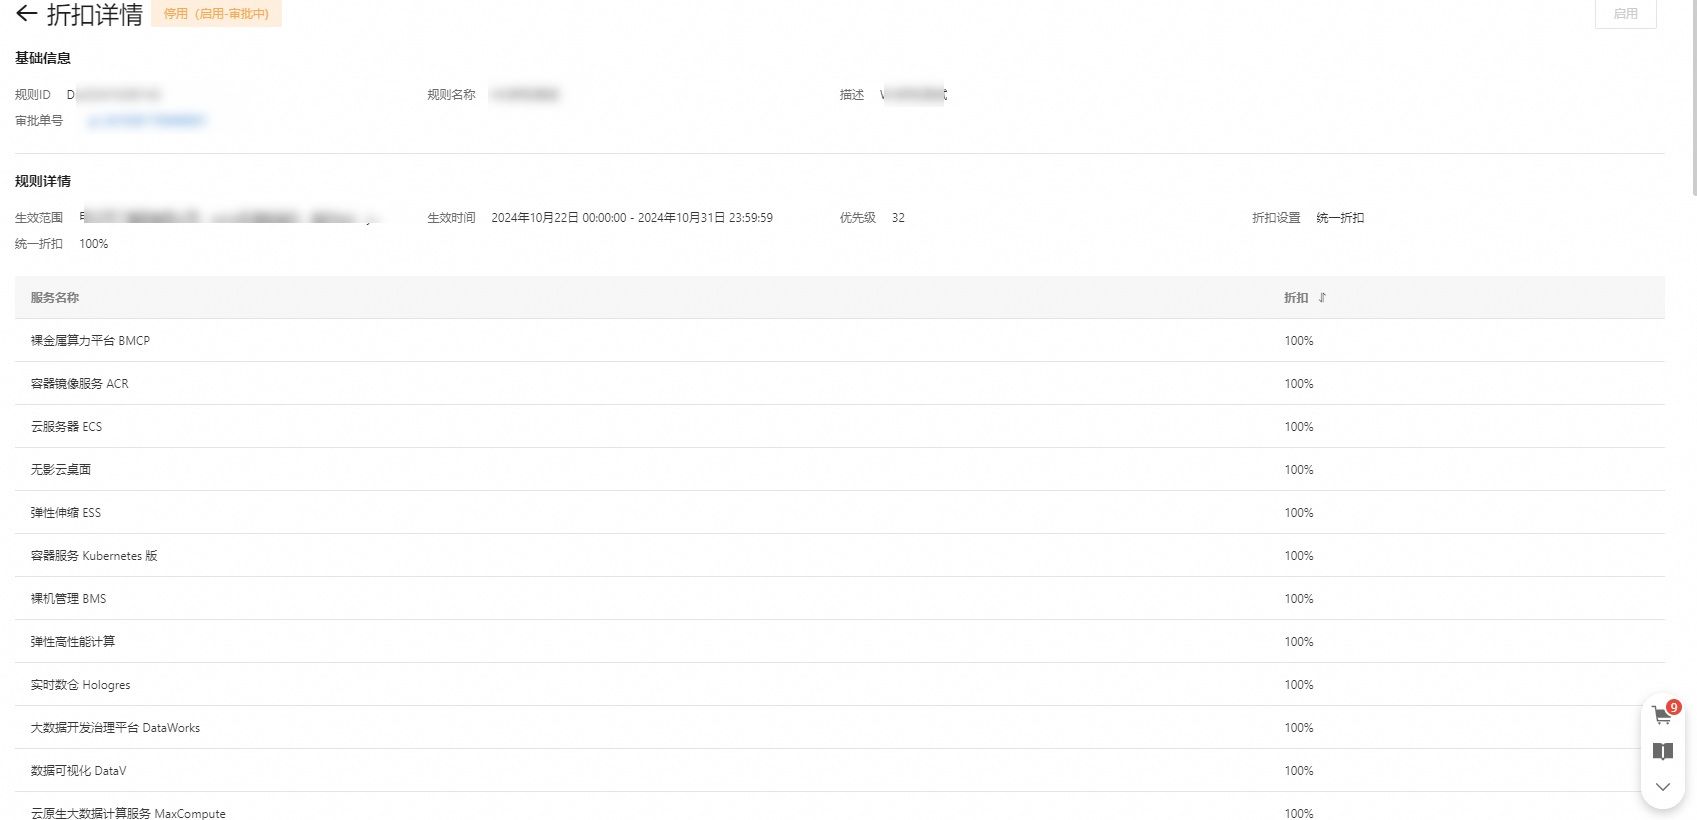 折扣详情 停用（启用-审批中） 启用
基础信息
规则ID D 规则名称 描述
审批单号
规则详情
生效范围 生效时间 2024年10月22日 00:00:00 - 2024年10月31日 23:59:59 优先级 32 折扣设置 统一折扣
统一折扣 100%
服务名称 折扣
裸金属算力平台 BMCP 100%
容器镜像服务 ACR 100%
云服务器 ECS 100%
无影云桌面 100%
弹性伸缩 ESS 100%
容器服务 Kubernetes 版 100%
裸机管理 BMS 100%
弹性高性能计算 100%
实时数仓 Hologres 100%
大数据开发治理平台 DataWorks 100%
9
数据可视化 DataV 100%
云原生大数据计算服务 MaxCompute 100%